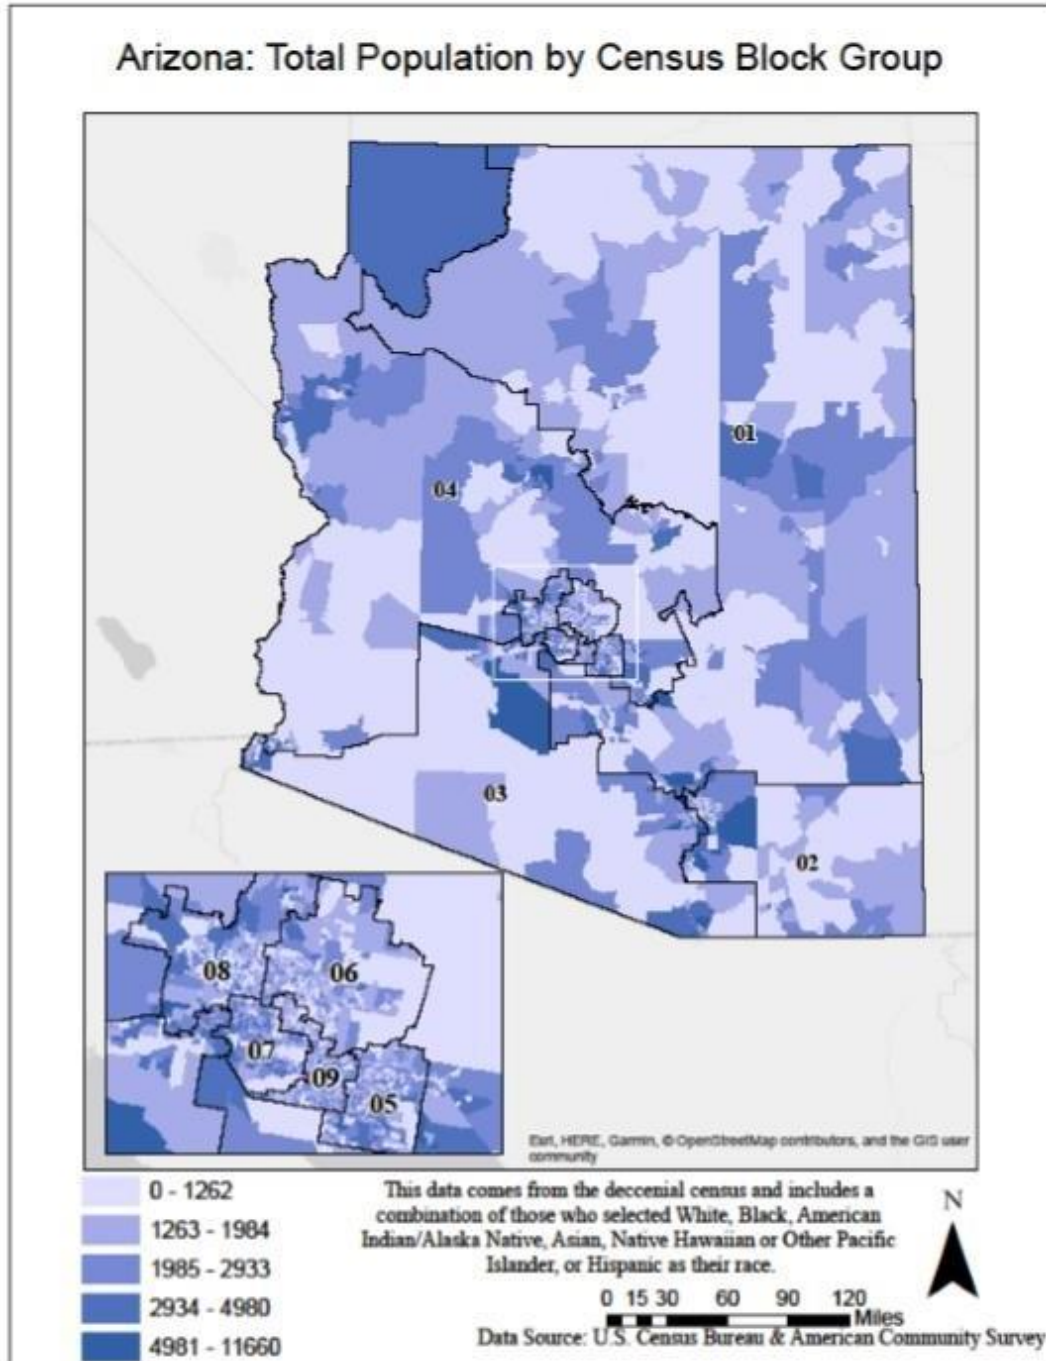 Arizona: Total Population by Census Block Group
01
04
03
02
08
06
07
09
05
Esri, HERE, Garmin, © OpenStreetMap contributors, and the GIS user
community
0 - 1262
1263 - 1984
1985 - 2933
2934 - 4980
4981 - 11660
This data comes from the deccenial census and includes a
combination of those who selected White, Black, American
Indian/Alaska Native, Asian, Native Hawaiian or Other Pacific
Islander, or Hispanic as their race.
N
0 15 30 60 90 120
Miles
Data Source: U.S. Census Bureau & American Community Survey